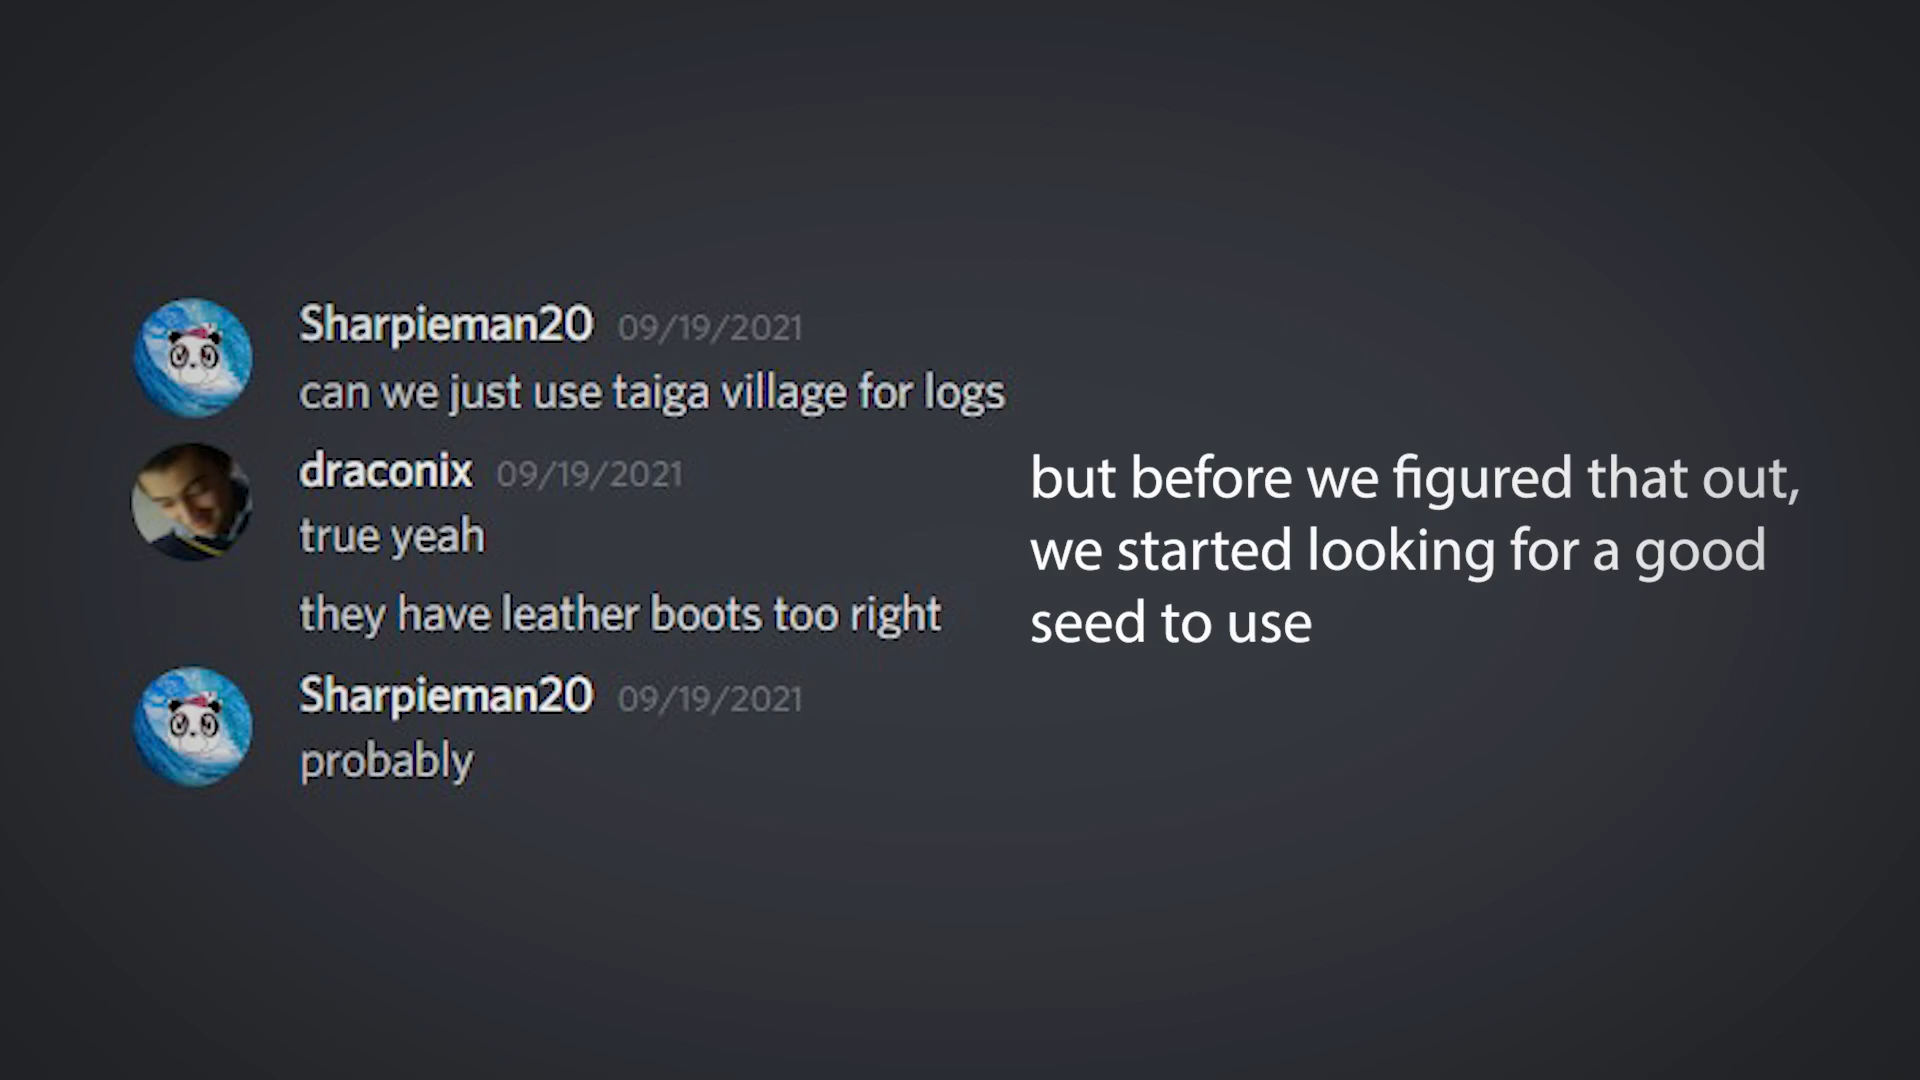 Sharpieman20 09/19/2021
can we just use taiga village for logs
draconix 09/19/2021
true yeah
they have leather boots too right
Sharpieman20 09/19/2021
probably
but before we figured that out,
we started looking for a good
seed to use